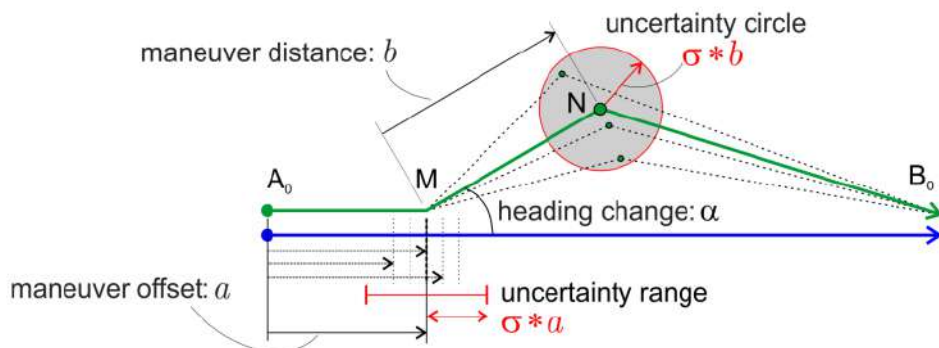 uncertainty circle
σ*b
maneuver distance: b
N
A₀
M
B₀
heading change: α
maneuver offset: a
uncertainty range
σ*a